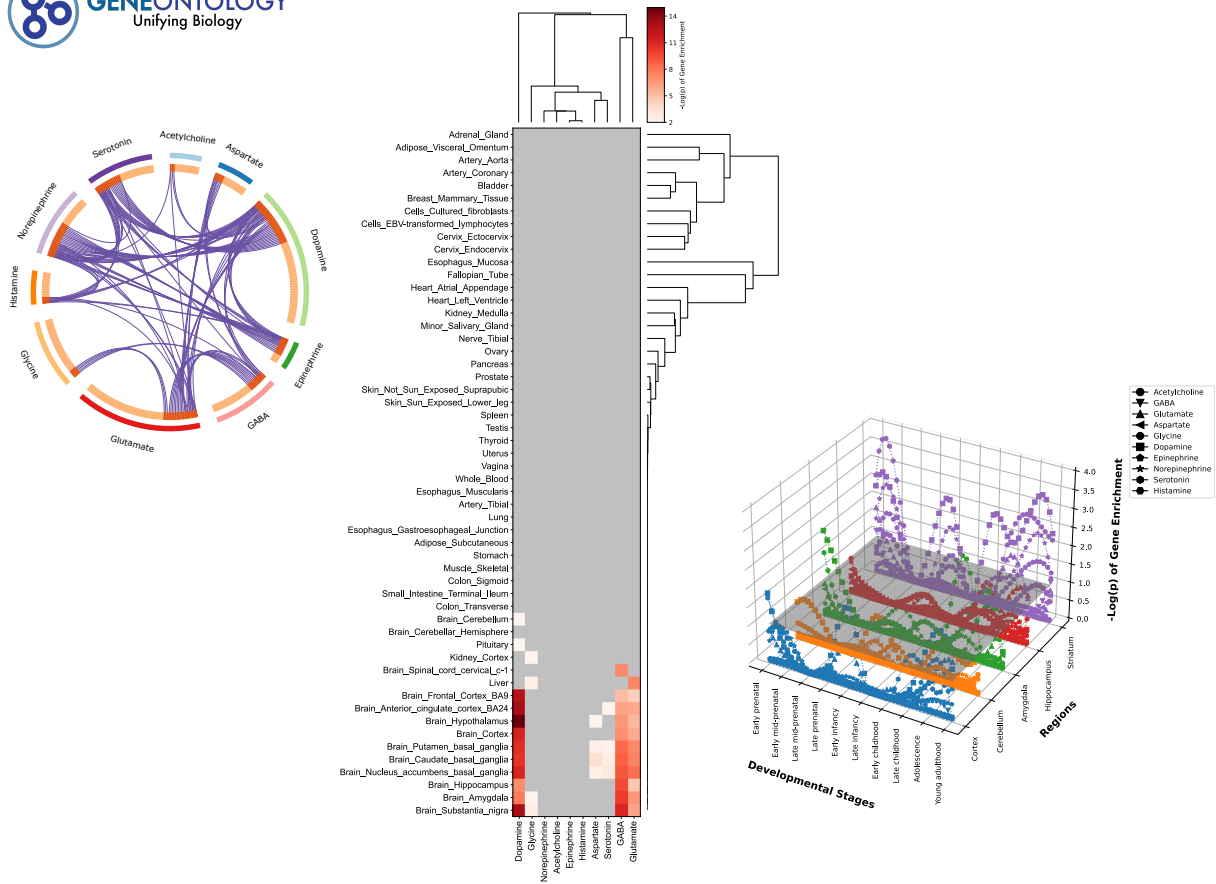 GENEONTOLOGY
Unifying Biology
14
11
8
5
2
-Log(p) of Gene Enrichment
Serotonin
Acetylcholine
Aspartate
Norepinephrine
Dopamine
Histamine
Epinephrine
Glycine
GABA
Glutamate
Adrenal_Gland
Adipose_Visceral_Omentum
Artery_Aorta
Artery_Coronary
Bladder
Breast_Mammary_Tissue
Cells_Cultured_fibroblasts
Cells_EBV-transformed_lymphocytes
Cervix_Ectocervix
Cervix_Endocervix
Esophagus_Mucosa
Fallopian_Tube
Heart_Atrial_Appendage
Heart_Left_Ventricle
Kidney_Medulla
Minor_Salivary_Gland
Nerve_Tibial
Ovary
Pancreas
Prostate
Skin_Not_Sun_Exposed_Suprapubic
Skin_Sun_Exposed_Lower_leg
Spleen
Testis
Thyroid
Uterus
Vagina
Whole_Blood
Esophagus_Muscularis
Artery_Tibial
Lung
Esophagus_Gastroesophageal_Junction
Adipose_Subcutaneous
Stomach
Muscle_Skeletal
Colon_Sigmoid
Small_Intestine_Terminal_Ileum
Colon_Transverse
Brain_Cerebellum
Brain_Cerebellar_Hemisphere
Pituitary
Kidney_Cortex
Brain_Spinal_cord_cervical_c-1
Liver
Brain_Frontal_Cortex_BA9
Brain_Anterior_cingulate_cortex_BA24
Brain_Hypothalamus
Brain_Cortex
Brain_Putamen_basal_ganglia
Brain_Caudate_basal_ganglia
Brain_Nucleus_accumbens_basal_ganglia
Brain_Hippocampus
Brain_Amygdala
Brain_Substantia_nigra
Dopamine
Glycine
Norepinephrine
Acetylcholine
Epinephrine
Histamine
Aspartate
Serotonin
GABA
Glutamate
Acetylcholine
GABA
Glutamate
Aspartate
Glycine
Dopamine
Epinephrine
Norepinephrine
Serotonin
Histamine
4.0
3.5
3.0
2.5
2.0
1.5
1.0
0.5
0.0
-Log(p) of Gene Enrichment
Early prenatal
Early mid-prenatal
Late mid-prenatal
Late prenatal
Early infancy
Late infancy
Early childhood
Late childhood
Adolescence
Young adulthood
Developmental Stages
Cortex
Cerebellum
Amygdala
Hippocampus
Striatum
Regions